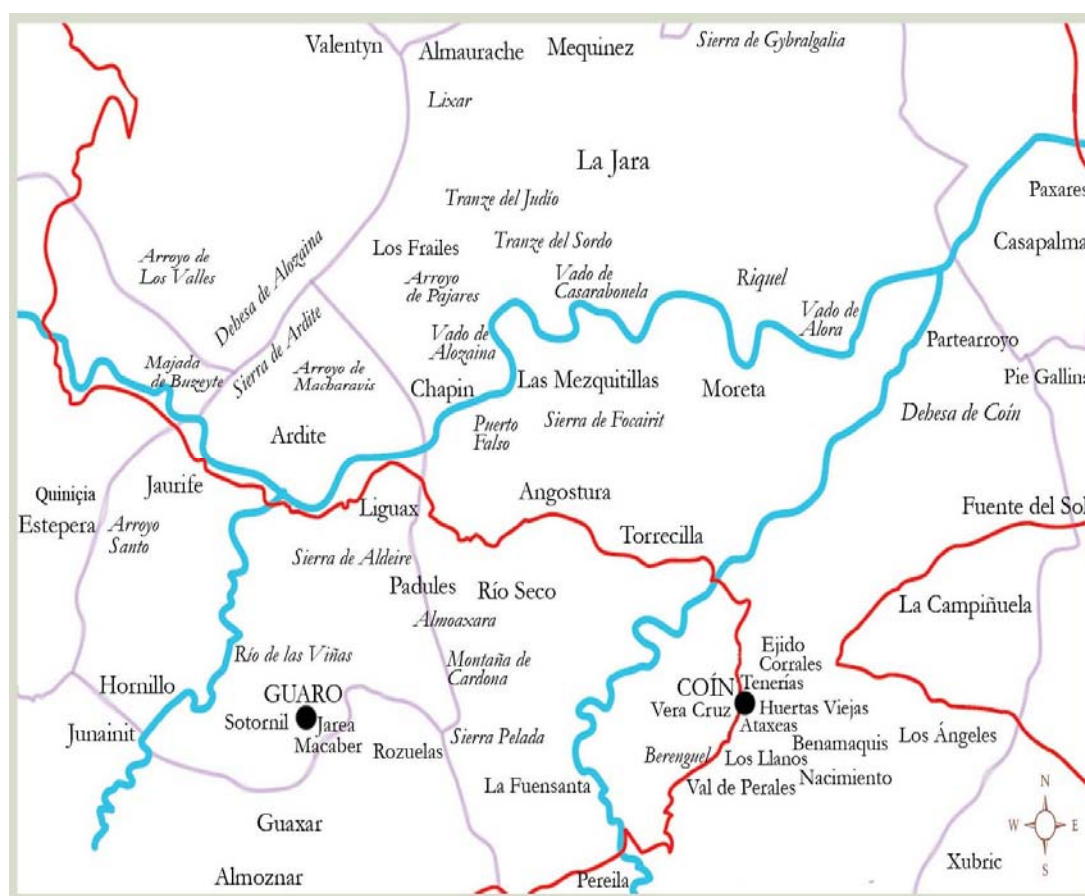 Valentyn
Almaurache
Mequinez
Sierra de Gybralgalia
Lixar
La Jara
Paxares
Tranze del Judío
Casapalma
Los Frailes
Tranze del Sordo
Arroyo de
Los Valles
Dehesa de Alozaina
Arroyo
de Pajares
Vado de
Casarabonela
Riquel
Vado de
Alora
Sierra de Ardite
Vado de
Alozaina
Partearroyo
Majada
de Buzeyte
Arroyo de
Macharavis
Chapin
Las Mezquitillas
Moreta
Pie Gallina
Dehesa de Coín
Puerto
Falso
Sierra de Focairit
Ardite
Quiniçia
Jaurife
Liguax
Angostura
Fuente del Sol
Estepera
Arroyo
Santo
Torrecilla
Sierra de Aldeire
Padules
Río Seco
La Campiñuela
Almoaxara
Río de las Viñas
Montaña de
Cardona
Ejido
Corrales
Hornillo
GUARO
COÍN
Tenerías
Sotornil
Jarea
Vera Cruz
Huertas Viejas
Junainit
Macaber
Rozuelas
Sierra Pelada
Ataxeas
Benamaquis
Los Ángeles
Berenguel
Los Llanos
La Fuensanta
Val de Perales
Nacimiento
Guaxar
N
W
E
S
Almoznar
Pereila
Xubric